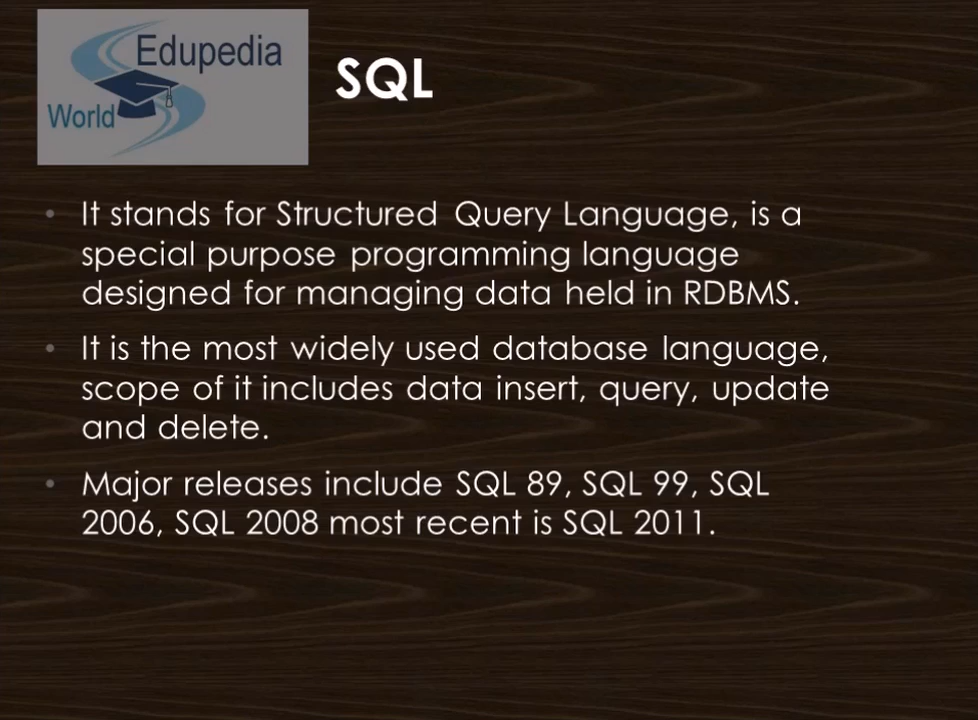 Edupedia
World
SQL
• It stands for Structured Query Language, is a
special purpose programming language
designed for managing data held in RDBMS.
• It is the most widely used database language,
scope of it includes data insert, query, update
and delete.
• Major releases include SQL 89, SQL 99, SQL
2006, SQL 2008 most recent is SQL 2011.